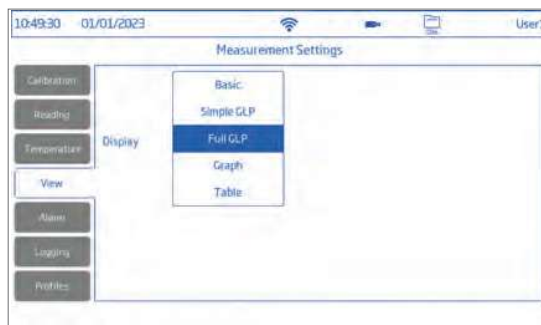 10:49:30 01/01/2023 User1
Measurement Settings
Calibration
Reading
Temperature
View
Alarm
Logging
Profiles
Display
Basic
Simple GLP
Full GLP
Graph
Table